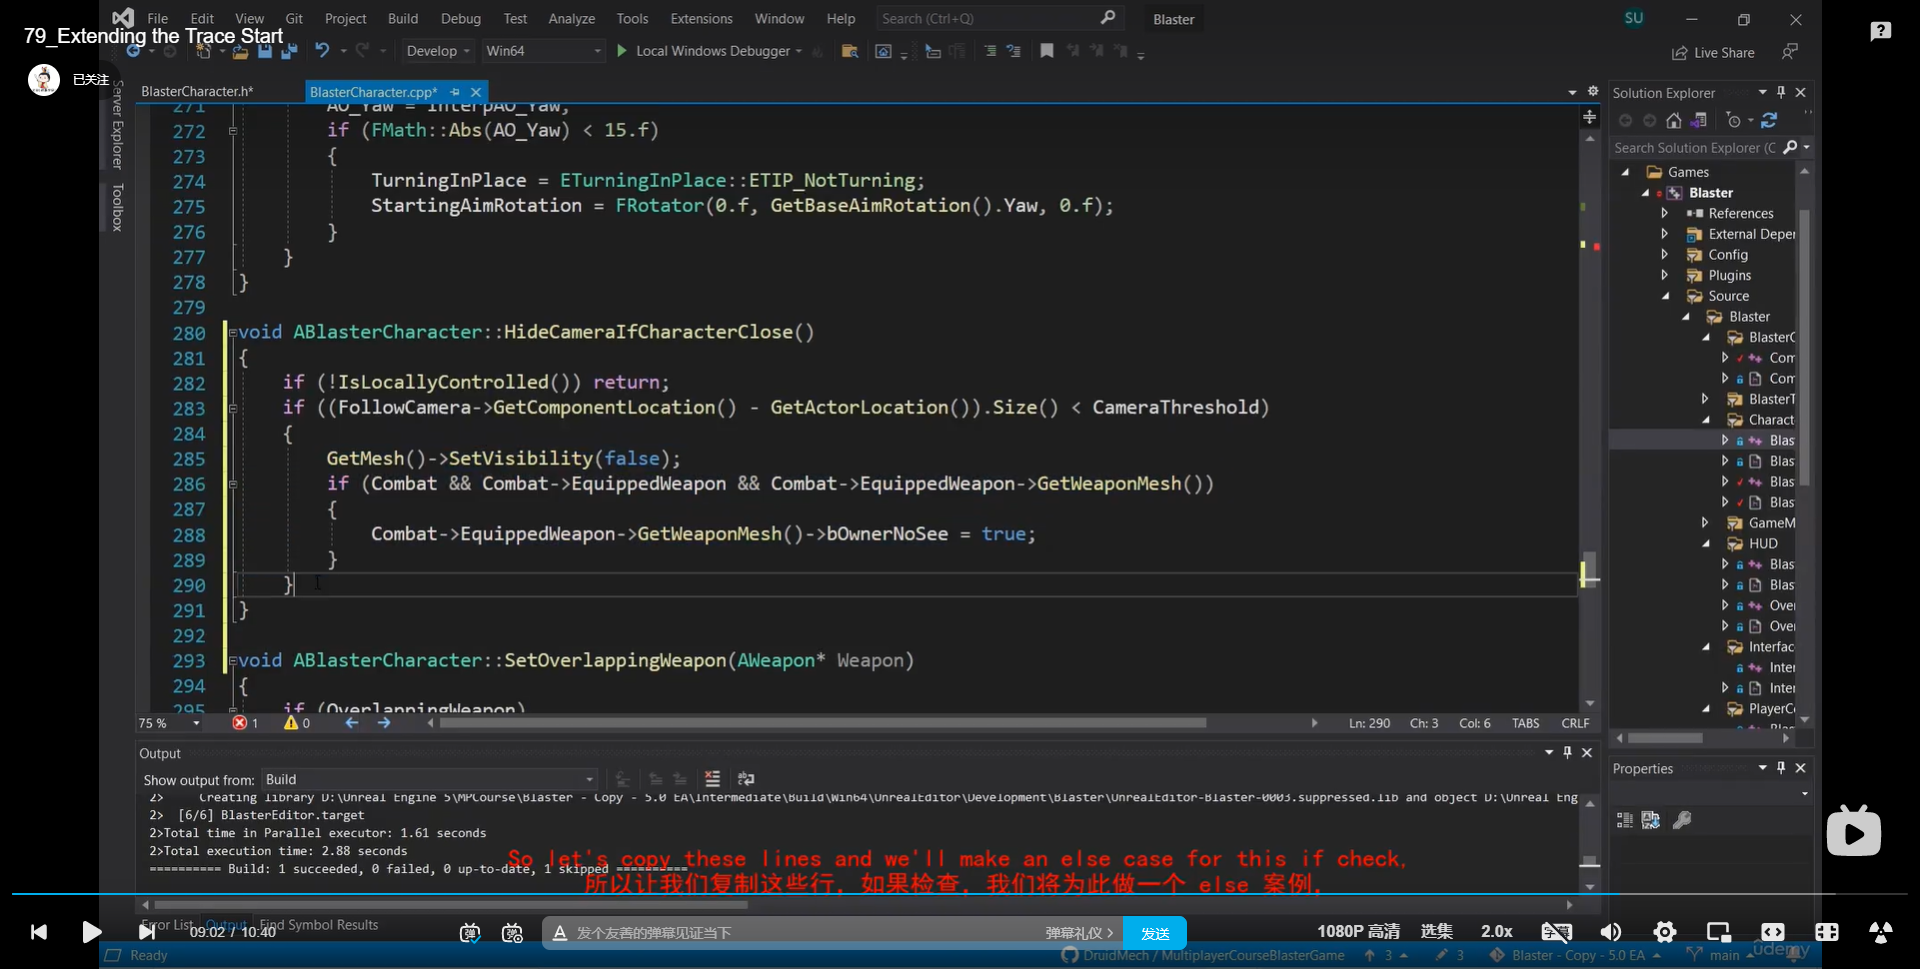 File Edit View Git Project Build Debug Test Analyze Tools Extensions Window Help Search (Ctrl+Q) Blaster SU
79_Extending the Trace Start
Develop Win64 Local Windows Debugger Live Share
已关注
Server Explorer
Toolbox
BlasterCharacter.h* BlasterCharacter.cpp*
271 AO_Yaw = InterpAO_Yaw;
272 if (FMath::Abs(AO_Yaw) < 15.f)
273 {
274 TurningInPlace = ETurningInPlace::ETIP_NotTurning;
275 StartingAimRotation = FRotator(0.f, GetBaseAimRotation().Yaw, 0.f);
276 }
277 }
278 }
279
280 void ABlasterCharacter::HideCameraIfCharacterClose()
281 {
282 if (!IsLocallyControlled()) return;
283 if ((FollowCamera->GetComponentLocation() - GetActorLocation()).Size() < CameraThreshold)
284 {
285 GetMesh()->SetVisibility(false);
286 if (Combat && Combat->EquippedWeapon && Combat->EquippedWeapon->GetWeaponMesh())
287 {
288 Combat->EquippedWeapon->GetWeaponMesh()->bOwnerNoSee = true;
289 }
290 }
291 }
292
293 void ABlasterCharacter::SetOverlappingWeapon(AWeapon* Weapon)
294 {
295 if (OverlappingWeapon)
75 % 1 0 Ln: 290 Ch: 3 Col: 6 TABS CRLF
Solution Explorer
Search Solution Explorer (C
Games
Blaster
References
External Deper
Config
Plugins
Source
Blaster
BlasterC
Com
Com
BlasterT
Charact
Blas
Blas
Blas
Blas
GameM
HUD
Blas
Blas
Over
Over
Interfac
Inter
Inter
PlayerCo
Properties
Output
Show output from: Build
2> Creating library D:\Unreal Engine 5\MPCourse\Blaster - Copy - 5.0 EA\Intermediate\Build\Win64\UnrealEditor\Development\Blaster\UnrealEditor-Blaster-0003.suppressed.lib and object D:\Unreal Eng
2> [6/6] BlasterEditor.target
2>Total time in Parallel executor: 1.61 seconds
2>Total execution time: 2.88 seconds
========== Build: 1 succeeded, 0 failed, 0 up-to-date, 1 skipped ==========
So let's copy these lines and we'll make an else case for this if check,
所以让我们复制这些行，如果检查，我们将为此做一个 else 案例，
Error List Output Find Symbol Results
09:02 / 10:40 发个友善的弹幕见证当下 弹幕礼仪 > 发送 1080P 高清 选集 2.0x 字幕
Ready DruidMech / MultiplayerCourseBlasterGame 3 3 Blaster - Copy - 5.0 EA main
ûdemy